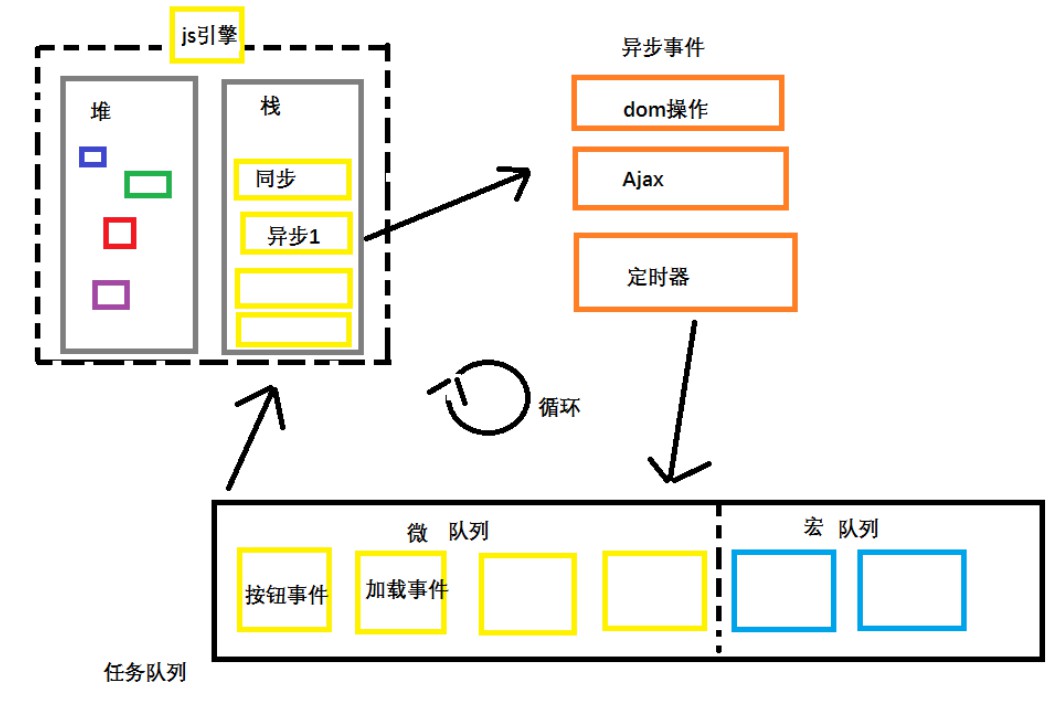 js引擎
堆
栈
同步
异步1
异步事件
dom操作
Ajax
定时器
循环
微 队列
宏 队列
按钮事件
加载事件
任务队列